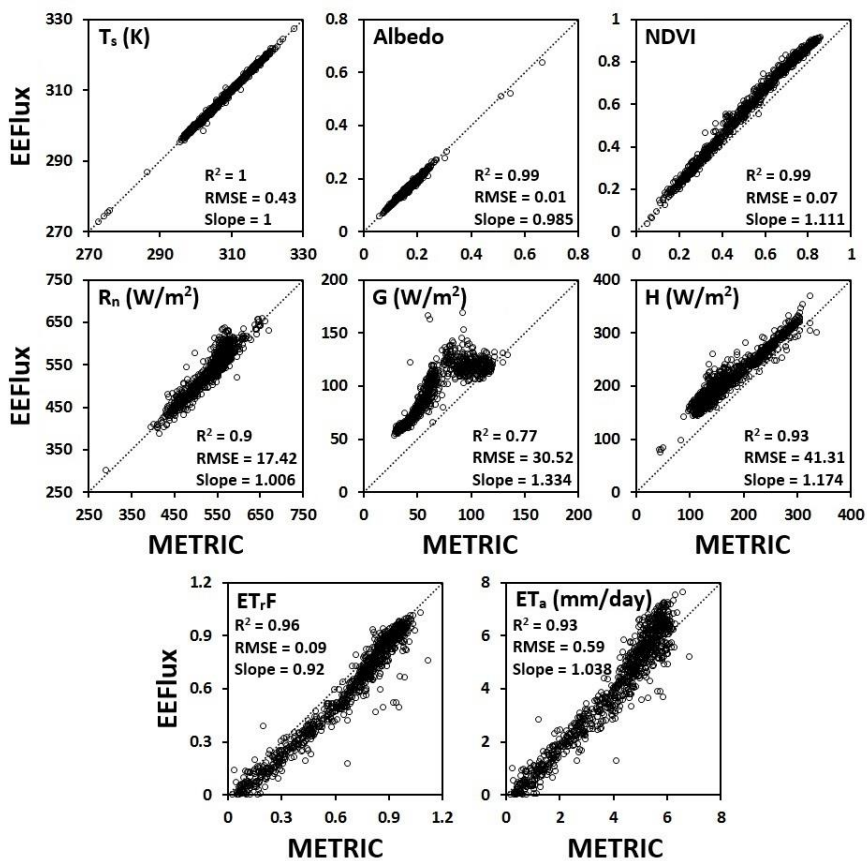 T_s (K)
Albedo
NDVI
EEFlux
330
310
290
270
R² = 1
RMSE = 0.43
Slope = 1
270 290 310 330
0.8
0.6
0.4
0.2
0
R² = 0.99
RMSE = 0.01
Slope = 0.985
0 0.2 0.4 0.6 0.8
1
0.8
0.6
0.4
0.2
0
R² = 0.99
RMSE = 0.07
Slope = 1.111
0 0.2 0.4 0.6 0.8 1
R_n (W/m²)
G (W/m²)
H (W/m²)
EEFlux
750
650
550
450
350
250
R² = 0.9
RMSE = 17.42
Slope = 1.006
250 350 450 550 650 750
METRIC
200
150
100
50
0
R² = 0.77
RMSE = 30.52
Slope = 1.334
0 50 100 150 200
METRIC
400
300
200
100
0
R² = 0.93
RMSE = 41.31
Slope = 1.174
0 100 200 300 400
METRIC
EEFlux
1.2
0.9
0.6
0.3
0
ET_rF
R² = 0.96
RMSE = 0.09
Slope = 0.92
0 0.3 0.6 0.9 1.2
METRIC
8
6
4
2
0
ET_a (mm/day)
R² = 0.93
RMSE = 0.59
Slope = 1.038
0 2 4 6 8
METRIC